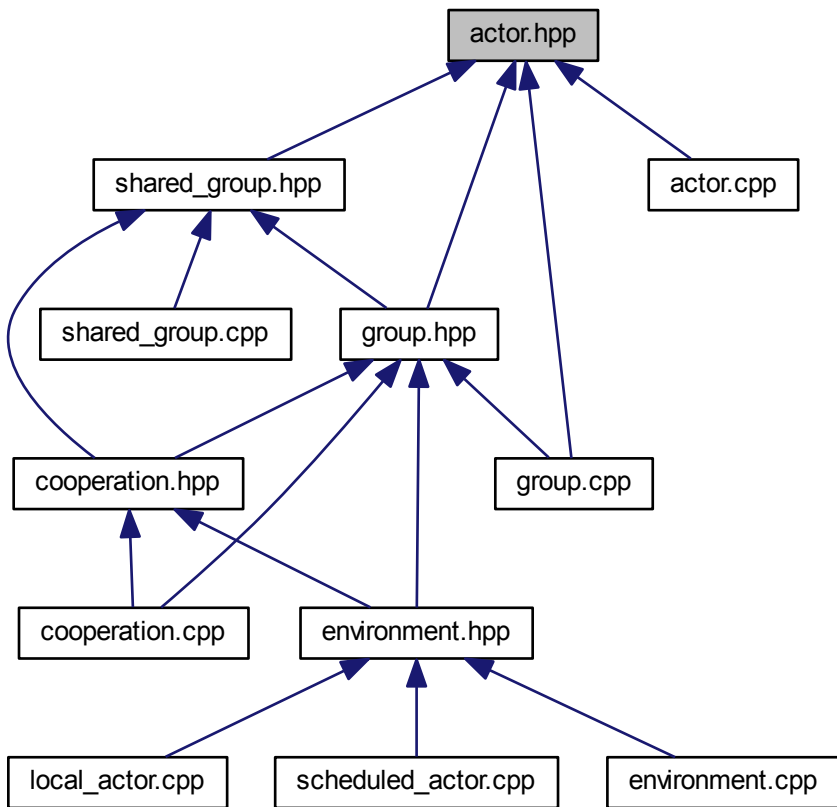 actor.hpp
shared_group.hpp
actor.cpp
shared_group.cpp
group.hpp
cooperation.hpp
group.cpp
cooperation.cpp
environment.hpp
local_actor.cpp
scheduled_actor.cpp
environment.cpp